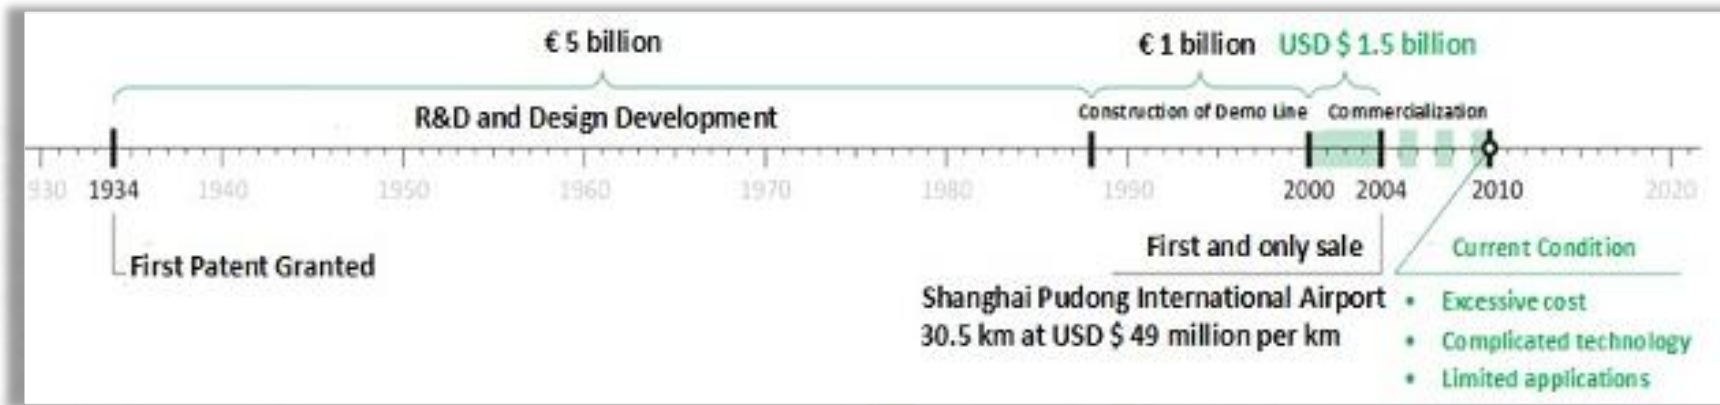 € 5 billion
€ 1 billion
USD $ 1.5 billion
R&D and Design Development
Construction of Demo Line
Commercialization
930
1934
1940
1950
1960
1970
1980
1990
2000
2004
2010
2020
First Patent Granted
First and only sale
Shanghai Pudong International Airport
30.5 km at USD $ 49 million per km
Current Condition
• Excessive cost
• Complicated technology
• Limited applications